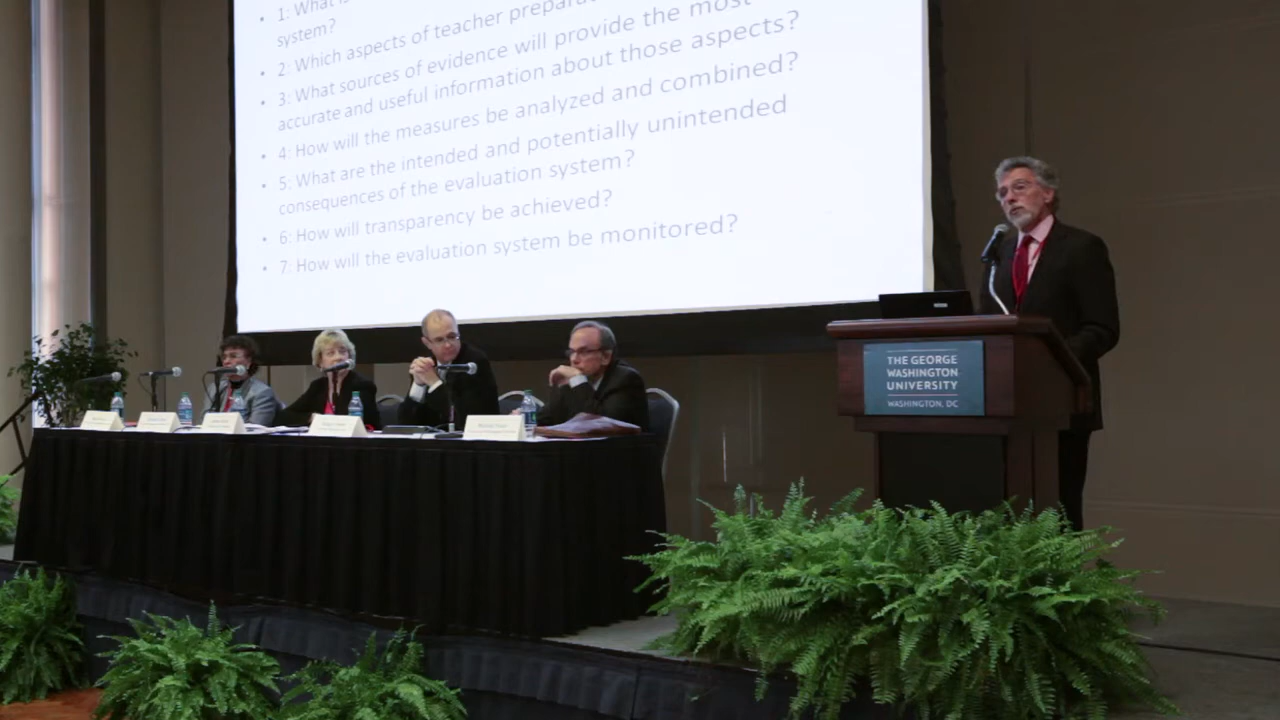 • 1: What is
system?
• 2: Which aspects of teacher
• 3: What sources of evidence will provide the most
accurate and useful information about those aspects?
• 4: How will the measures be analyzed and combined?
• 5: What are the intended and potentially unintended
consequences of the evaluation system?
• 6: How will transparency be achieved?
• 7: How will the evaluation system be monitored?
THE GEORGE
WASHINGTON
UNIVERSITY
WASHINGTON, DC